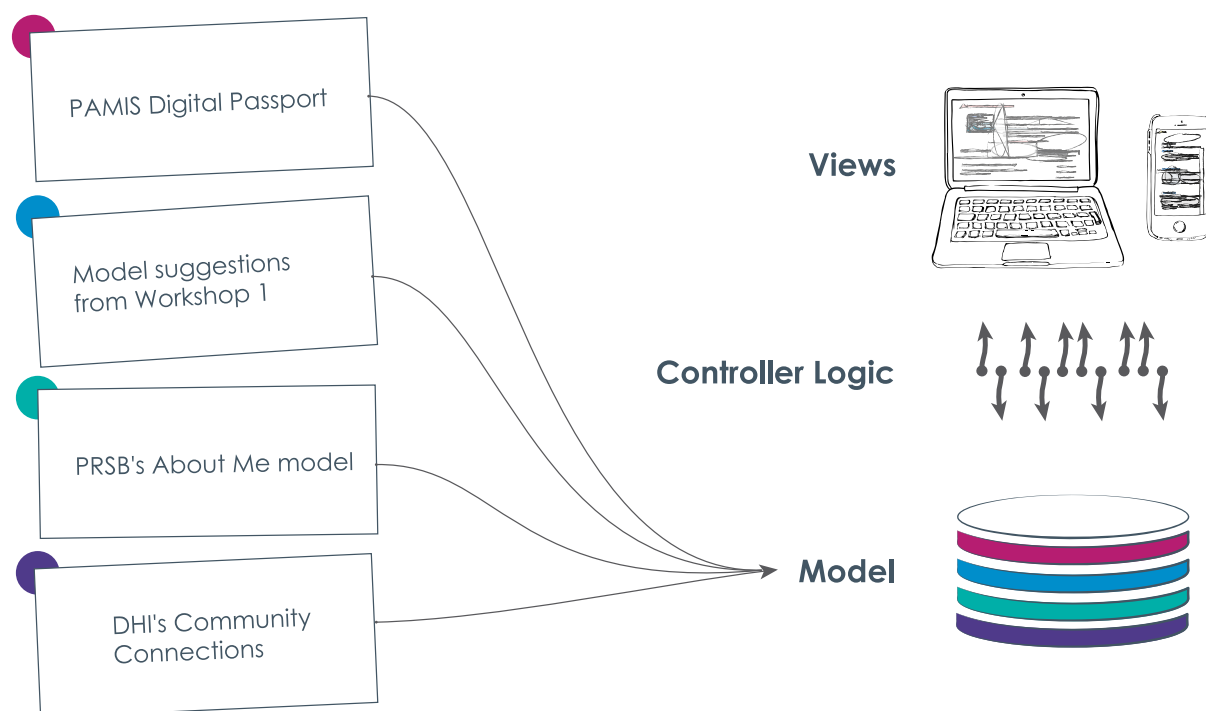 PAMIS Digital Passport
Model suggestions
from Workshop 1
PRSB's About Me model
DHI's Community
Connections
Views
Controller Logic
Model